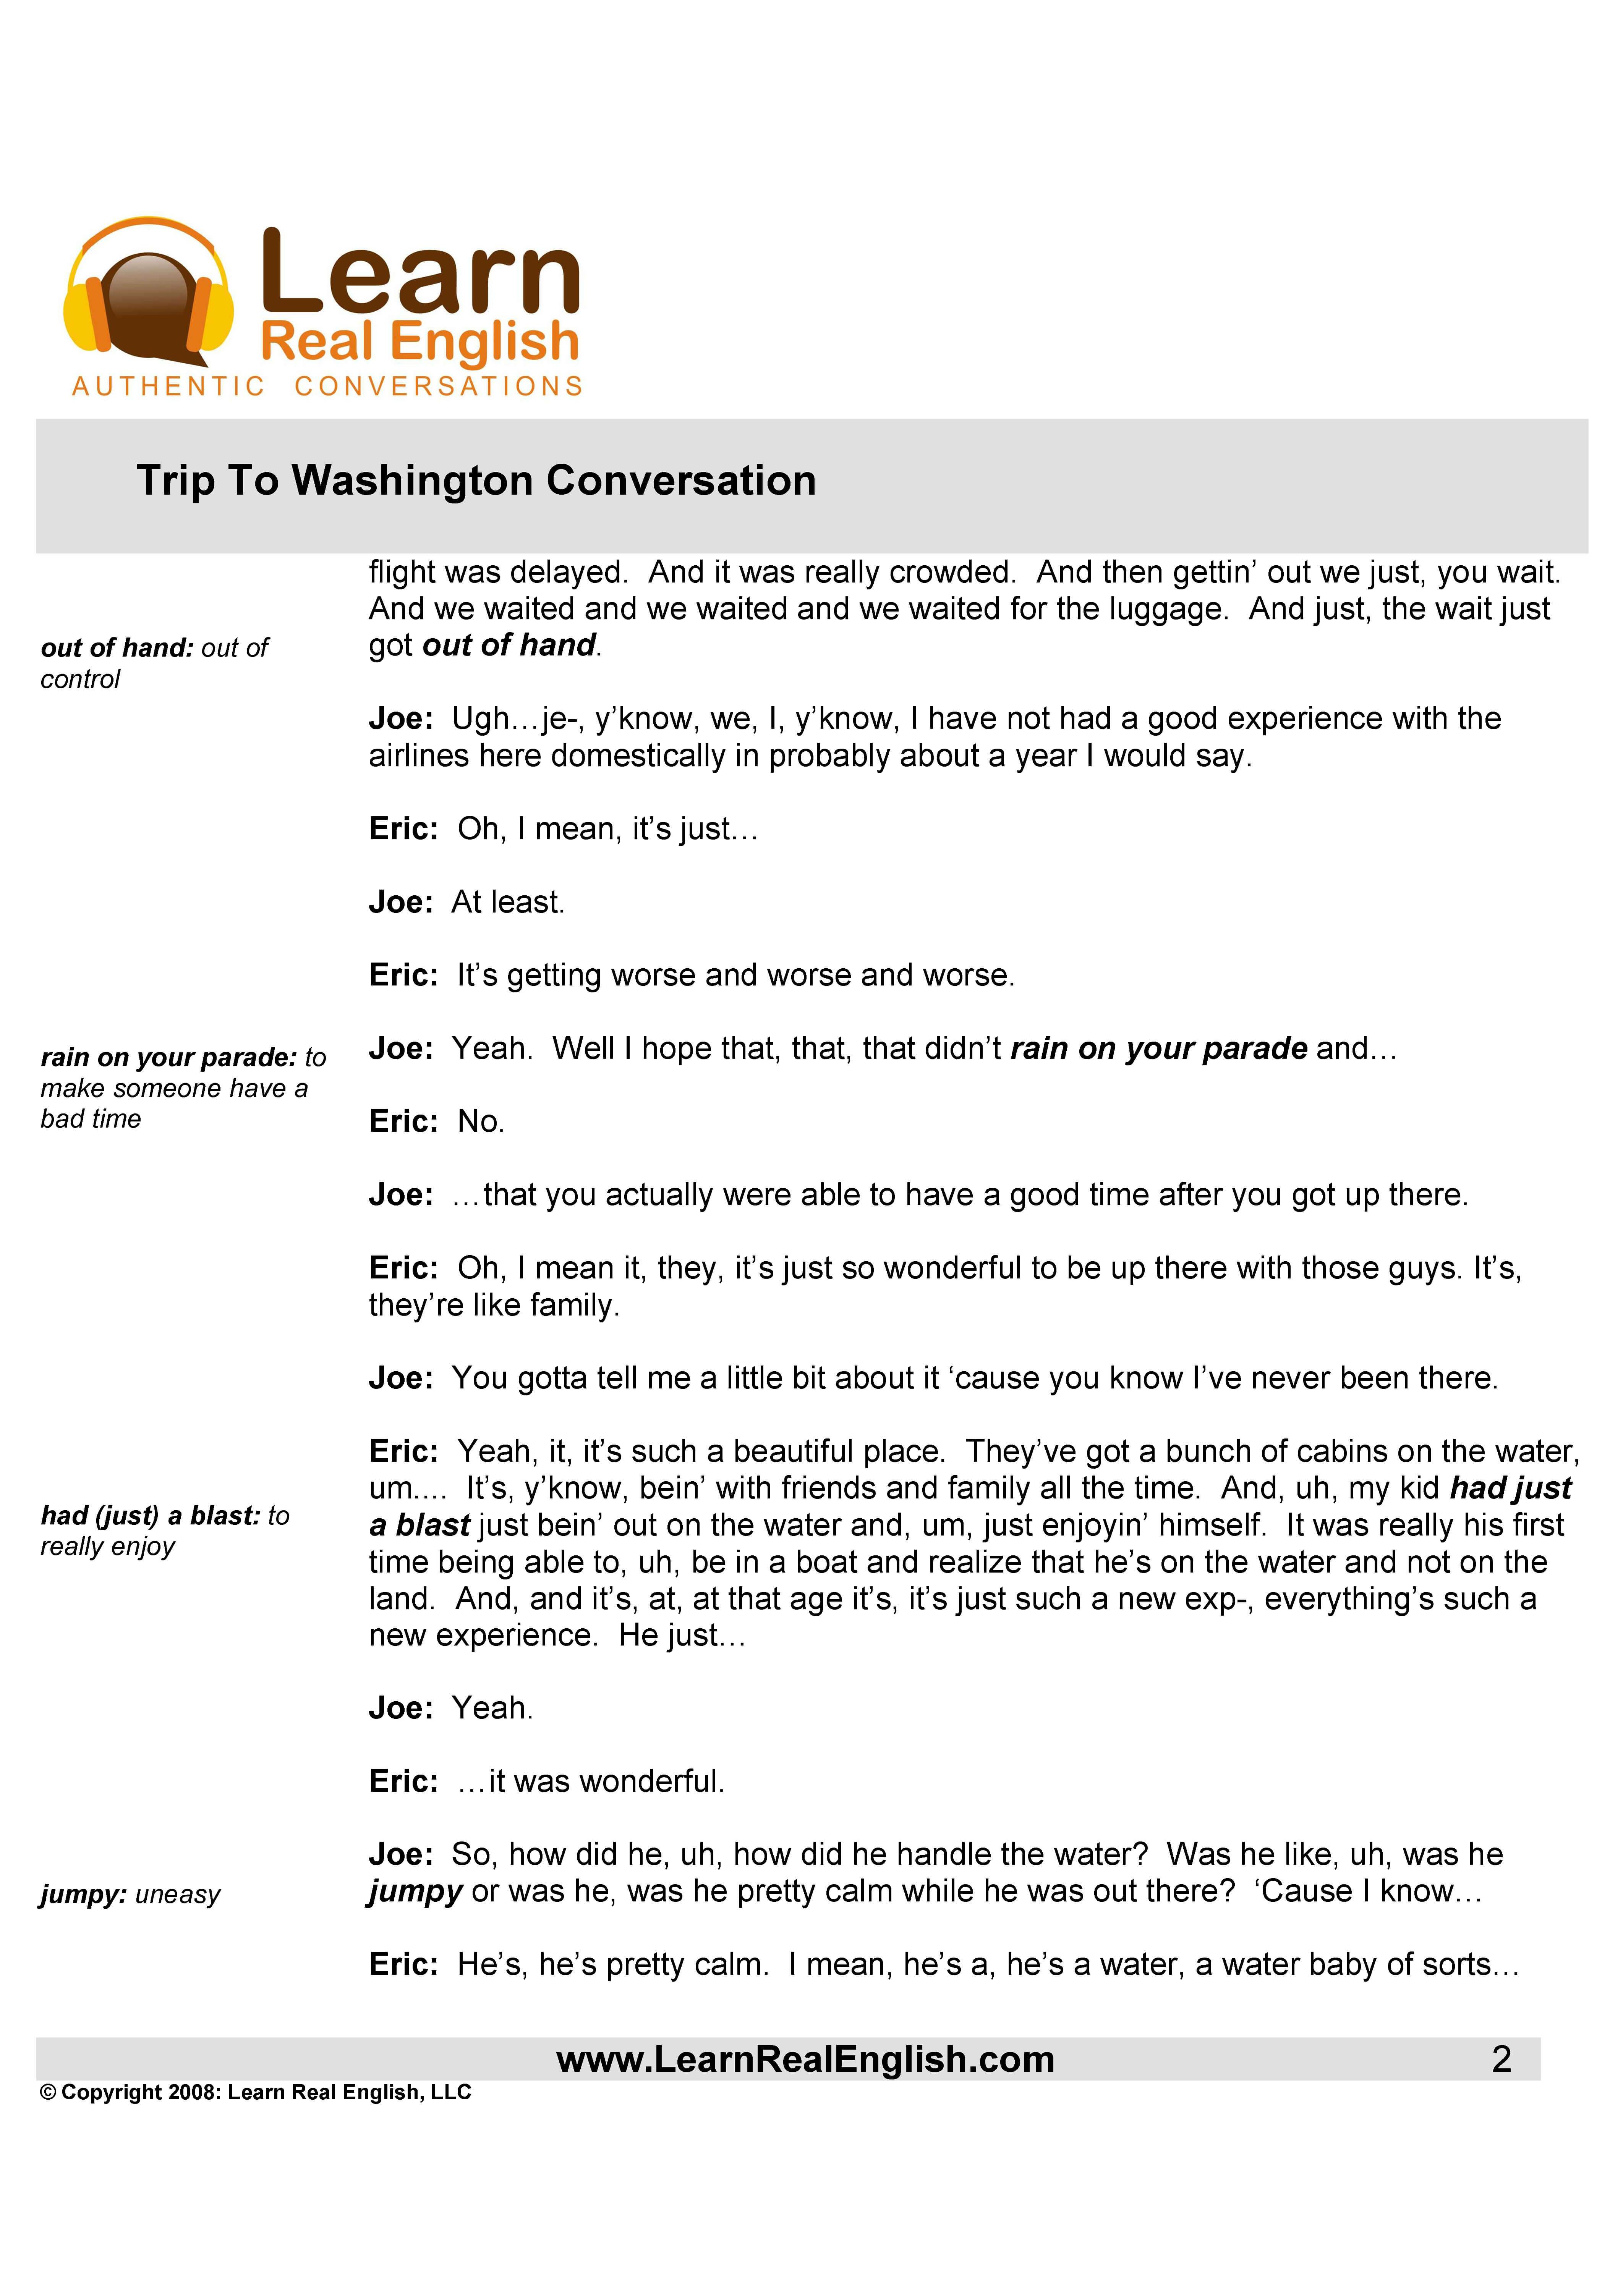 Learn
Real English
AUTHENTIC CONVERSATIONS
Trip To Washington Conversation
flight was delayed.  And it was really crowded.  And then gettin’ out we just, you wait.
And we waited and we waited and we waited for the luggage.  And just, the wait just
got out of hand.
out of hand: out of
control
Joe:  Ugh…je-, y’know, we, I, y’know, I have not had a good experience with the
airlines here domestically in probably about a year I would say.
Eric:  Oh, I mean, it’s just…
Joe:  At least.
Eric:  It’s getting worse and worse and worse.
rain on your parade: to
make someone have a
bad time
Joe:  Yeah.  Well I hope that, that, that didn’t rain on your parade and…
Eric:  No.
Joe:  …that you actually were able to have a good time after you got up there.
Eric:  Oh, I mean it, they, it’s just so wonderful to be up there with those guys. It’s,
they’re like family.
Joe:  You gotta tell me a little bit about it ‘cause you know I’ve never been there.
Eric:  Yeah, it, it’s such a beautiful place.  They’ve got a bunch of cabins on the water,
um.…  It’s, y’know, bein’ with friends and family all the time.  And, uh, my kid had just
a blast just bein’ out on the water and, um, just enjoyin’ himself.  It was really his first
time being able to, uh, be in a boat and realize that he’s on the water and not on the
land.  And, and it’s, at, at that age it’s, it’s just such a new exp-, everything’s such a
new experience.  He just…
had (just) a blast: to
really enjoy
Joe:  Yeah.
Eric:  …it was wonderful.
Joe:  So, how did he, uh, how did he handle the water?  Was he like, uh, was he
jumpy or was he, was he pretty calm while he was out there?  ‘Cause I know…
jumpy: uneasy
Eric:  He’s, he’s pretty calm.  I mean, he’s a, he’s a water, a water baby of sorts…
www.LearnRealEnglish.com 2
© Copyright 2008: Learn Real English, LLC